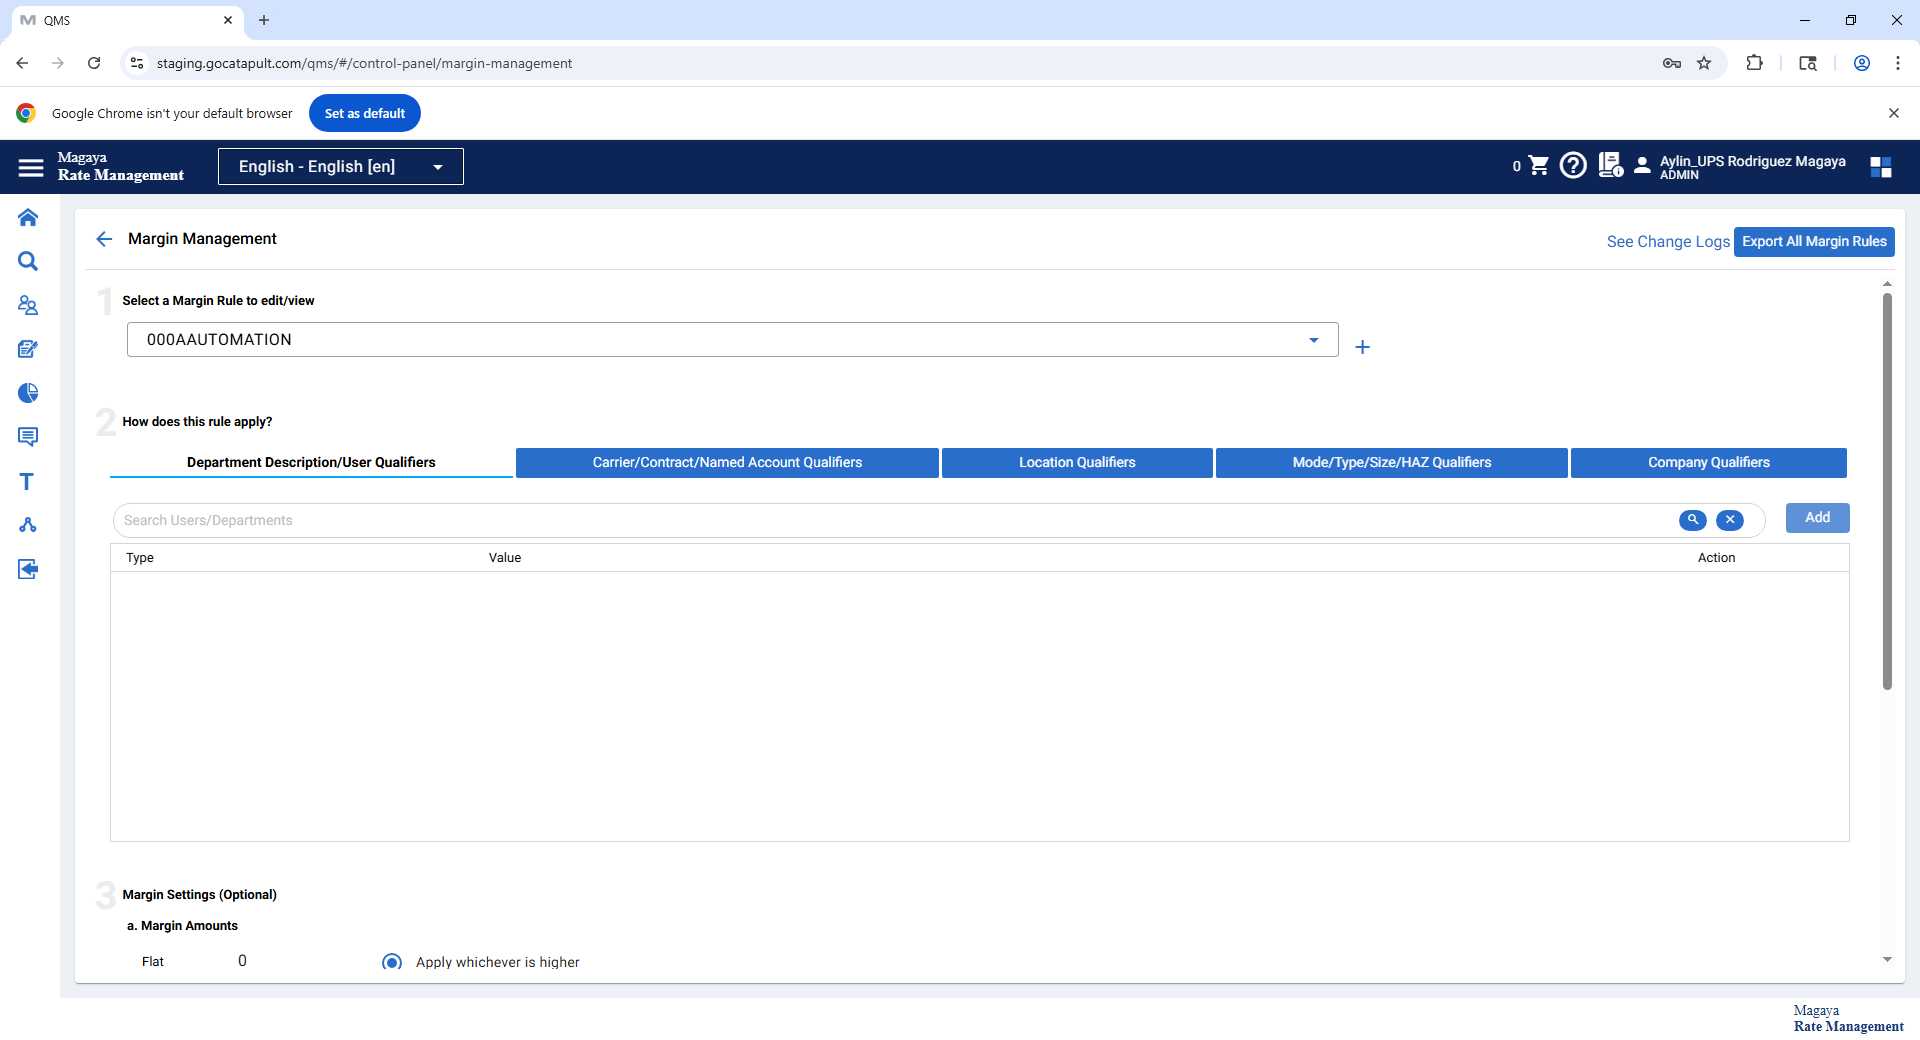 QMS
staging.gocatapult.com/qms/#/control-panel/margin-management
Google Chrome isn't your default browser
Set as default
Magaya
Rate Management
English - English [en]
0
Aylin_UPS Rodriguez Magaya
ADMIN
Margin Management
See Change Logs
Export All Margin Rules
1 Select a Margin Rule to edit/view
000AAUTOMATION
2 How does this rule apply?
Department Description/User Qualifiers
Carrier/Contract/Named Account Qualifiers
Location Qualifiers
Mode/Type/Size/HAZ Qualifiers
Company Qualifiers
Search Users/Departments
Add
Type Value Action
3 Margin Settings (Optional)
a. Margin Amounts
Flat 0 Apply whichever is higher
Magaya
Rate Management